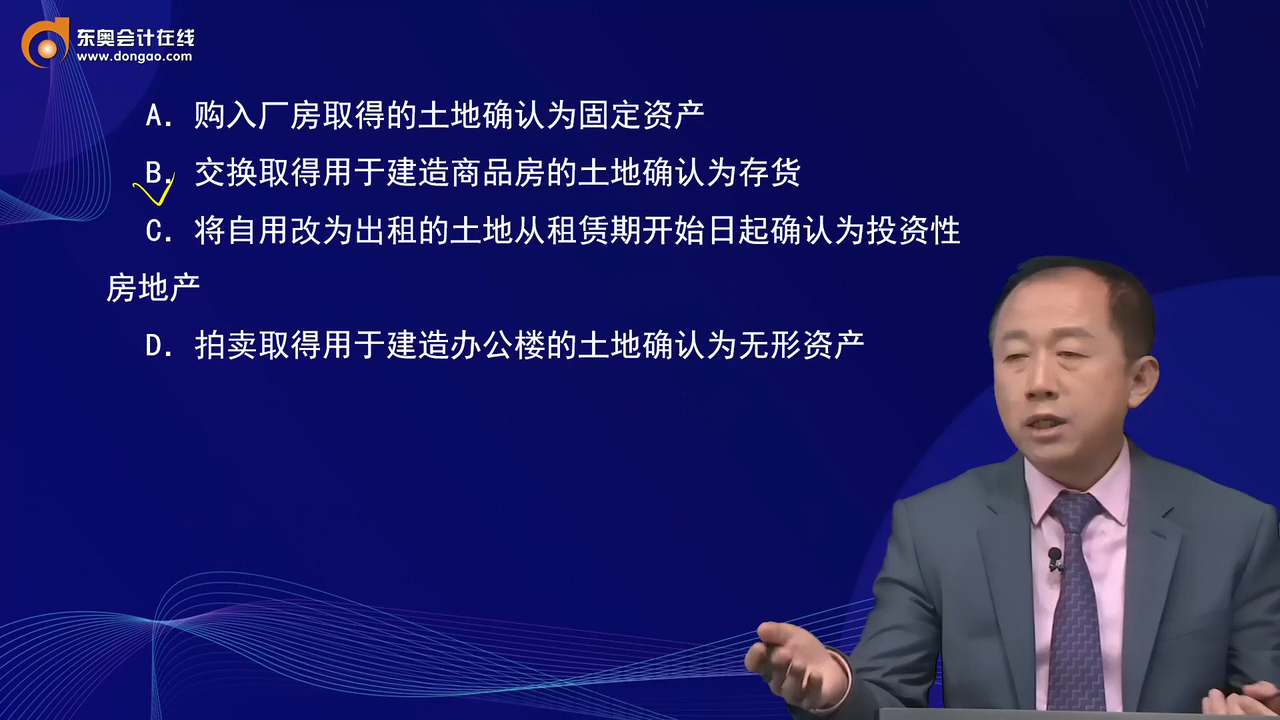 东奥会计在线
www.dongao.com
A. 购入厂房取得的土地确认为固定资产
B. 交换取得用于建造商品房的土地确认为存货
C. 将自用改为出租的土地从租赁期开始日起确认为投资性
房地产
D. 拍卖取得用于建造办公楼的土地确认为无形资产